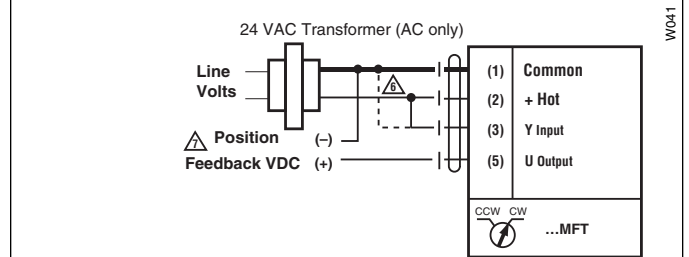 24 VAC Transformer (AC only)
W041
Line
Volts
6
7 Position (–)
Feedback VDC (+)
(1) Common
(2) + Hot
(3) Y Input
(5) U Output
CCW CW
...MFT